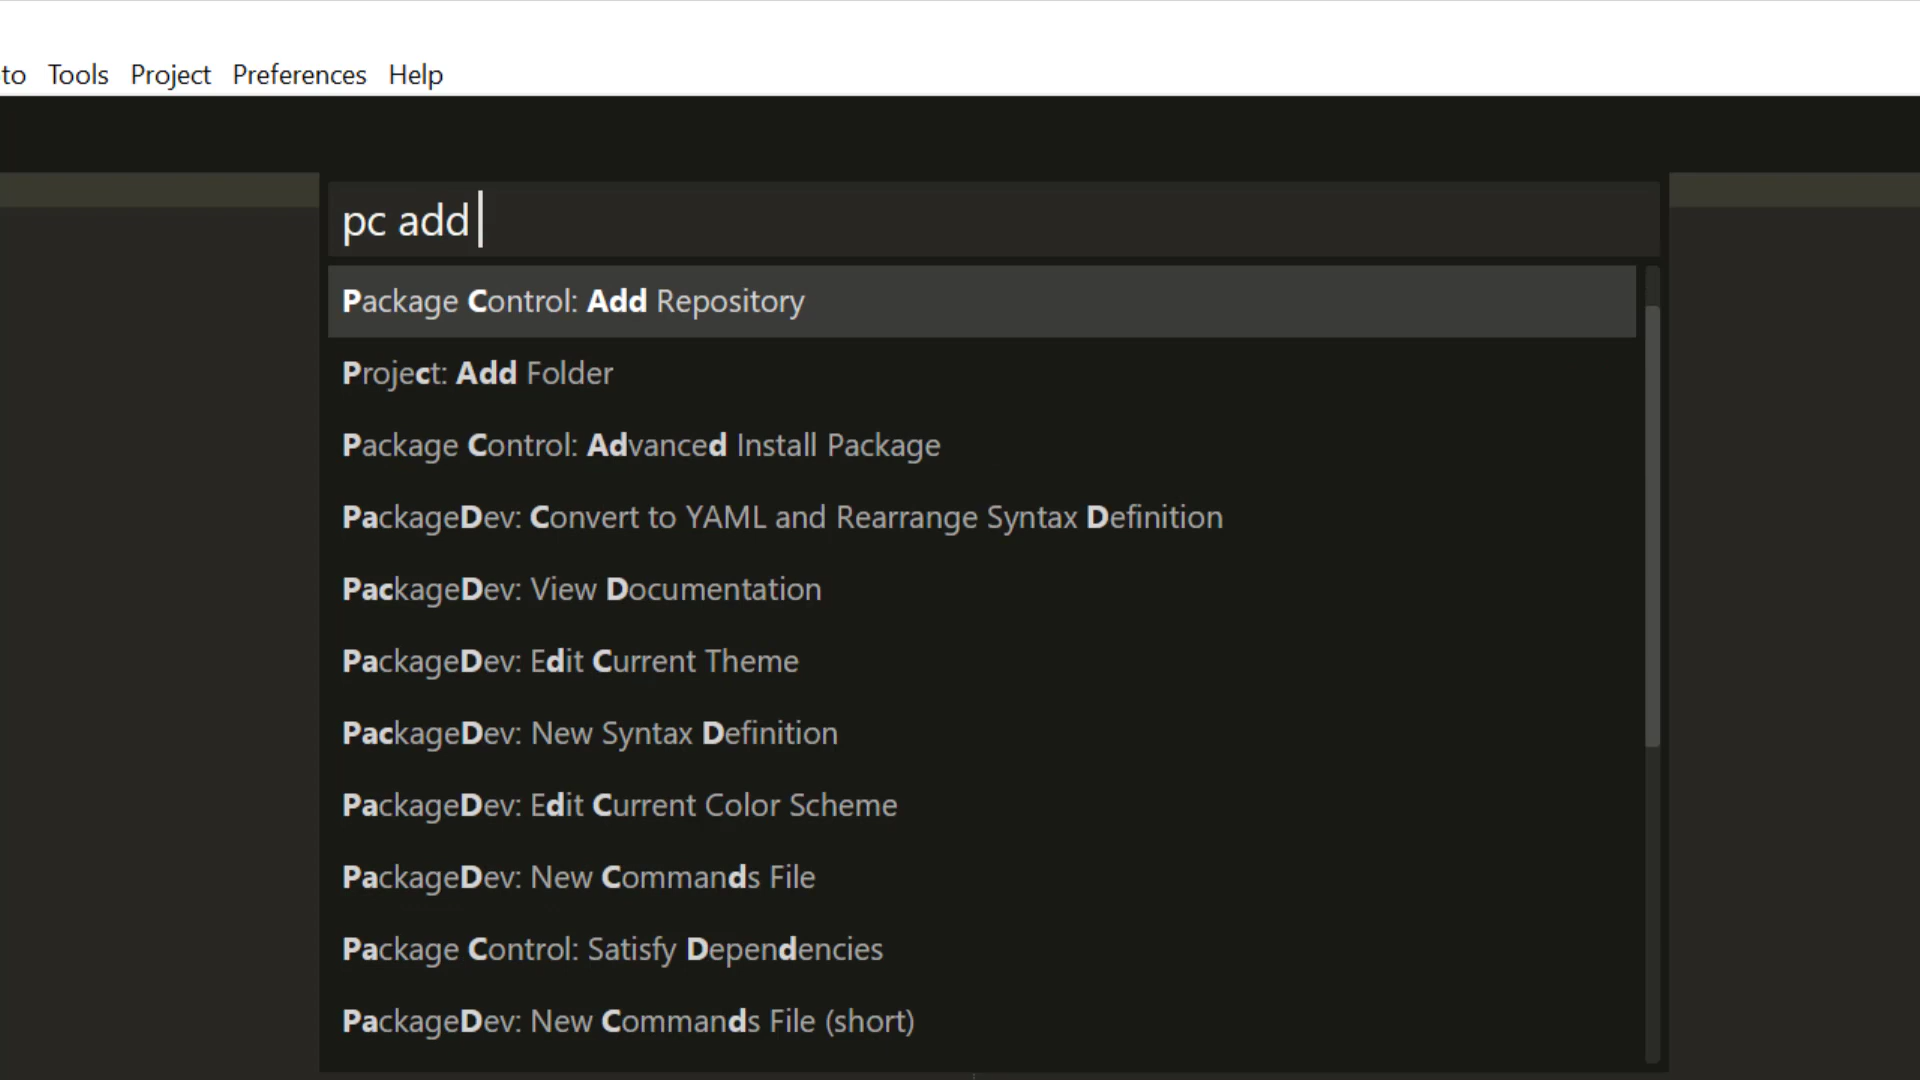 to Tools Project Preferences Help
pc add
Package Control: Add Repository
Project: Add Folder
Package Control: Advanced Install Package
PackageDev: Convert to YAML and Rearrange Syntax Definition
PackageDev: View Documentation
PackageDev: Edit Current Theme
PackageDev: New Syntax Definition
PackageDev: Edit Current Color Scheme
PackageDev: New Commands File
Package Control: Satisfy Dependencies
PackageDev: New Commands File (short)